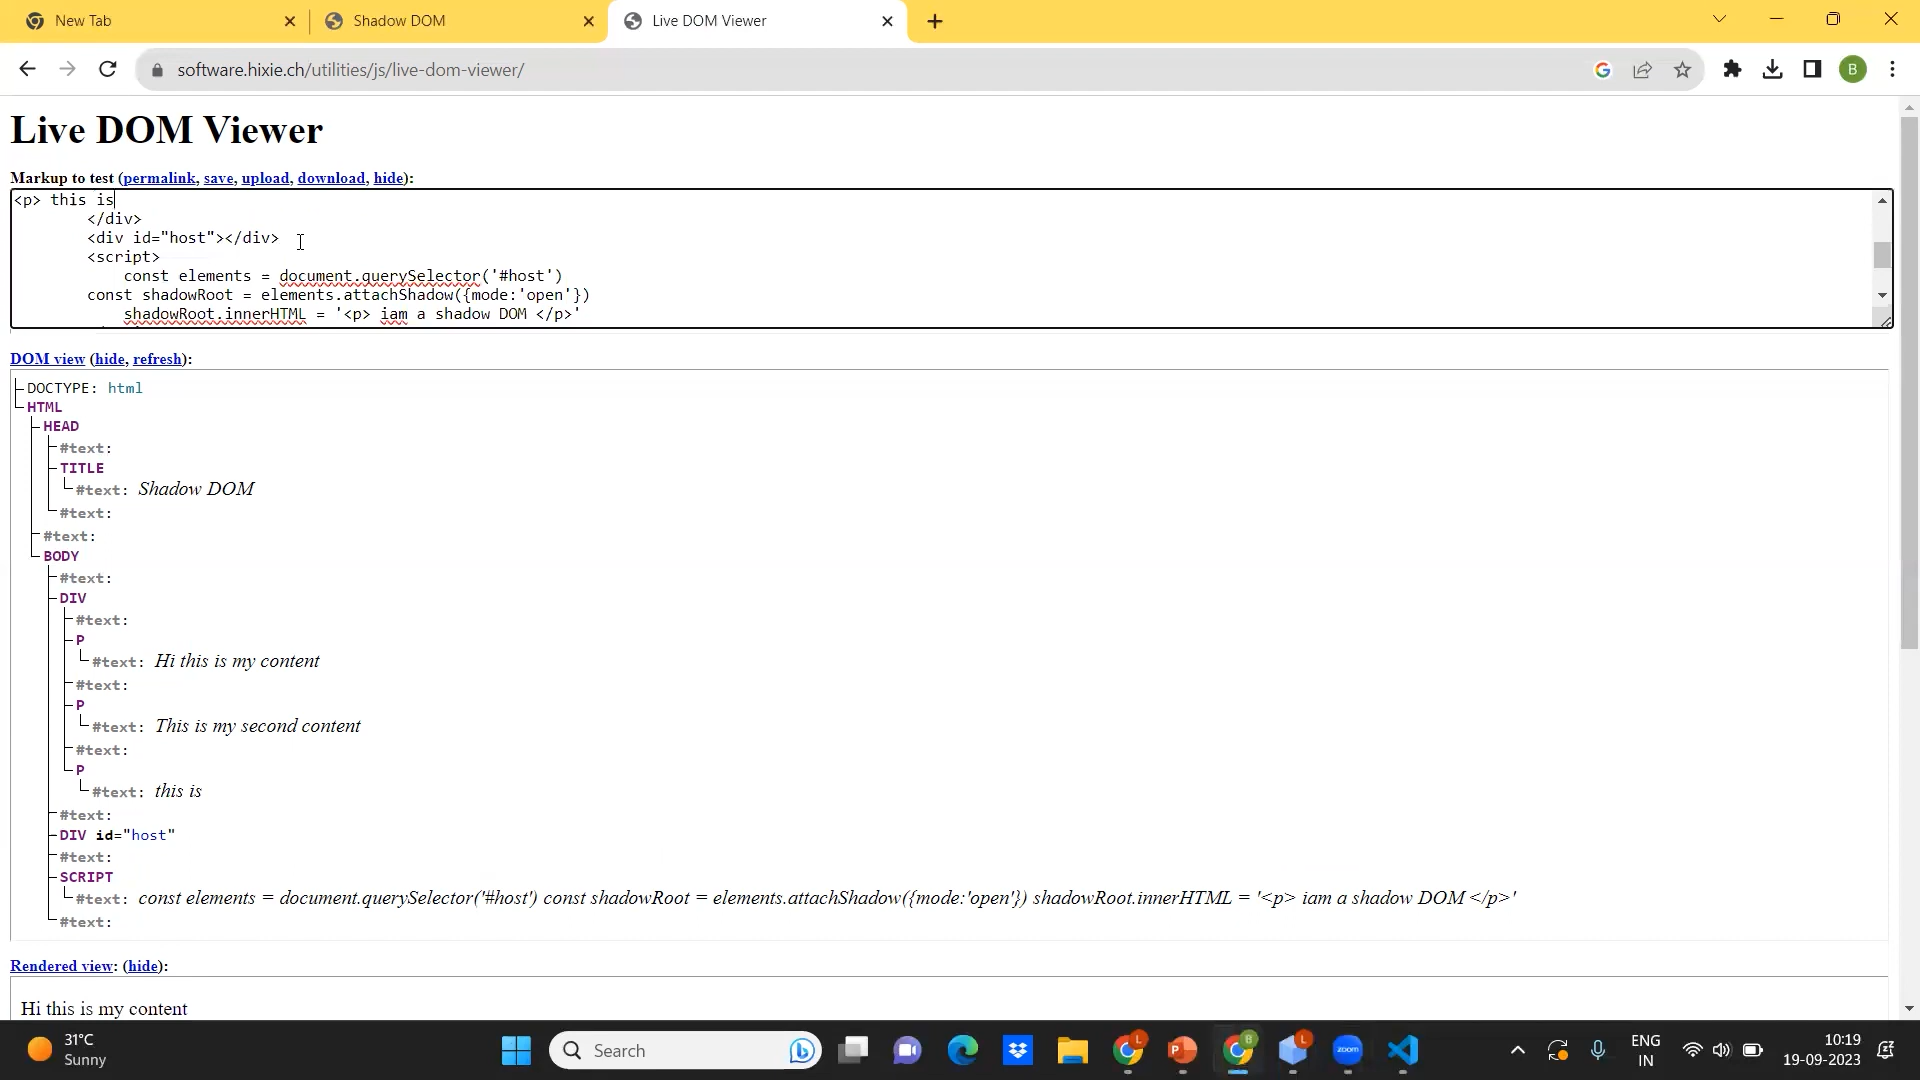 New Tab
Shadow DOM
Live DOM Viewer
software.hixie.ch/utilities/js/live-dom-viewer/
B
Live DOM Viewer
Markup to test (permalink, save, upload, download, hide):
<p> this is
</div>
<div id="host"></div>
<script>
const elements = document.querySelector('#host')
const shadowRoot = elements.attachShadow({mode:'open'})
shadowRoot.innerHTML = '<p> iam a shadow DOM </p>'
DOM view (hide, refresh):
DOCTYPE: html
HTML
HEAD
#text:
TITLE
#text: Shadow DOM
#text:
#text:
BODY
#text:
DIV
#text:
P
#text: Hi this is my content
#text:
P
#text: This is my second content
#text:
P
#text: this is
#text:
DIV id="host"
#text:
SCRIPT
#text: const elements = document.querySelector('#host') const shadowRoot = elements.attachShadow({mode:'open'}) shadowRoot.innerHTML = '<p> iam a shadow DOM </p>'
#text:
Rendered view: (hide):
Hi this is my content
31°C
Sunny
Search
L
P
B
L
zoom
ENG
IN
10:19
19-09-2023